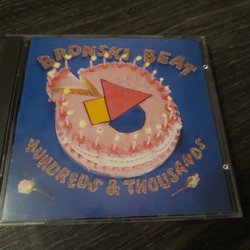 BRONSKI BEAT
HUNDREDS & THOUSANDS